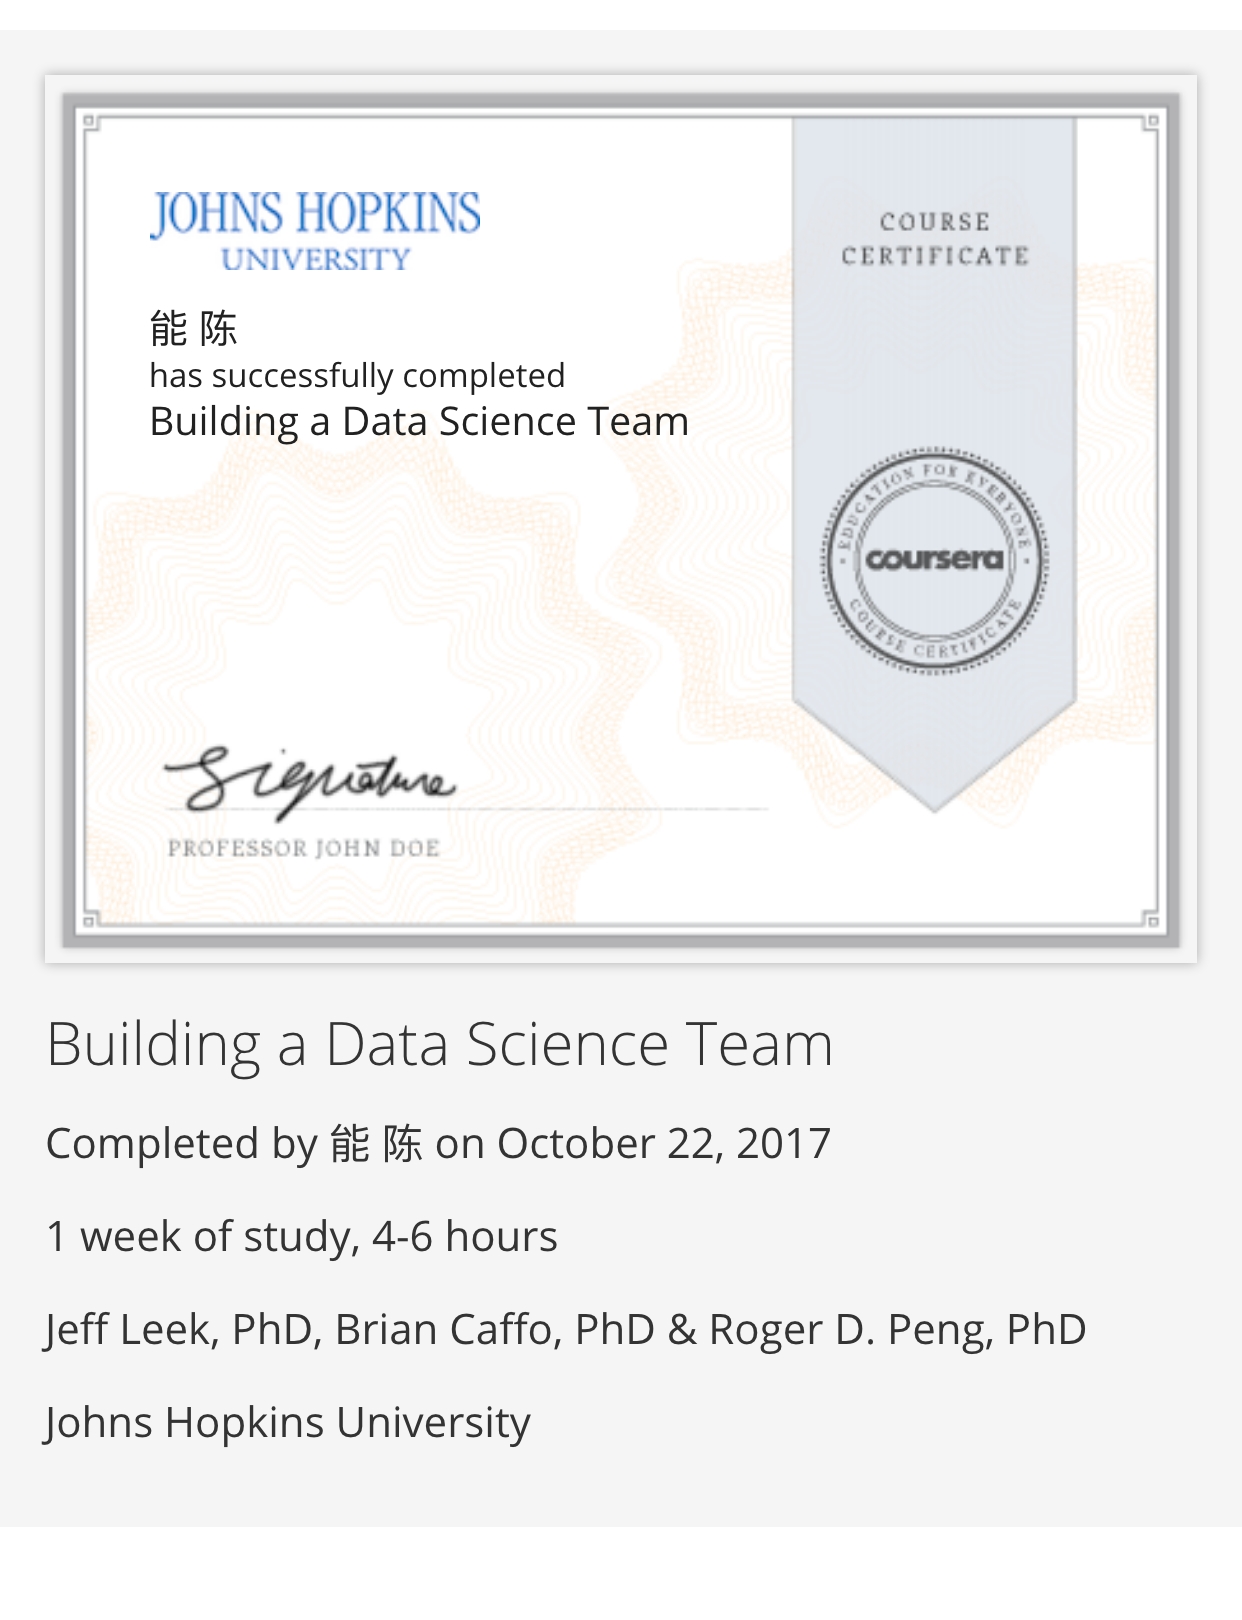 JOHNS HOPKINS
UNIVERSITY
能 陈
has successfully completed
Building a Data Science Team
COURSE
CERTIFICATE
EDUCATION FOR EVERYONE
coursera
COURSE CERTIFICATE
Signature
PROFESSOR JOHN DOE
Building a Data Science Team
Completed by 能 陈 on October 22, 2017
1 week of study, 4-6 hours
Jeff Leek, PhD, Brian Caffo, PhD & Roger D. Peng, PhD
Johns Hopkins University